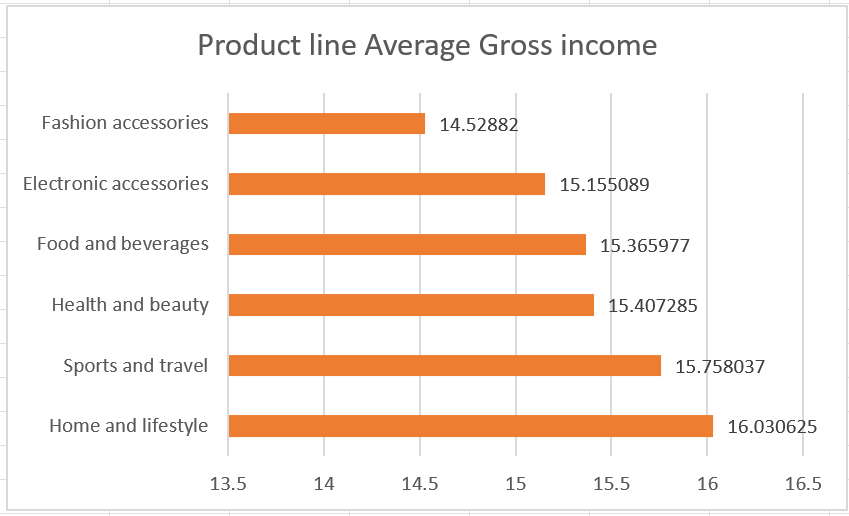 Product line Average Gross income
Fashion accessories 14.52882
Electronic accessories 15.155089
Food and beverages 15.365977
Health and beauty 15.407285
Sports and travel 15.758037
Home and lifestyle 16.030625
13.5 14 14.5 15 15.5 16 16.5